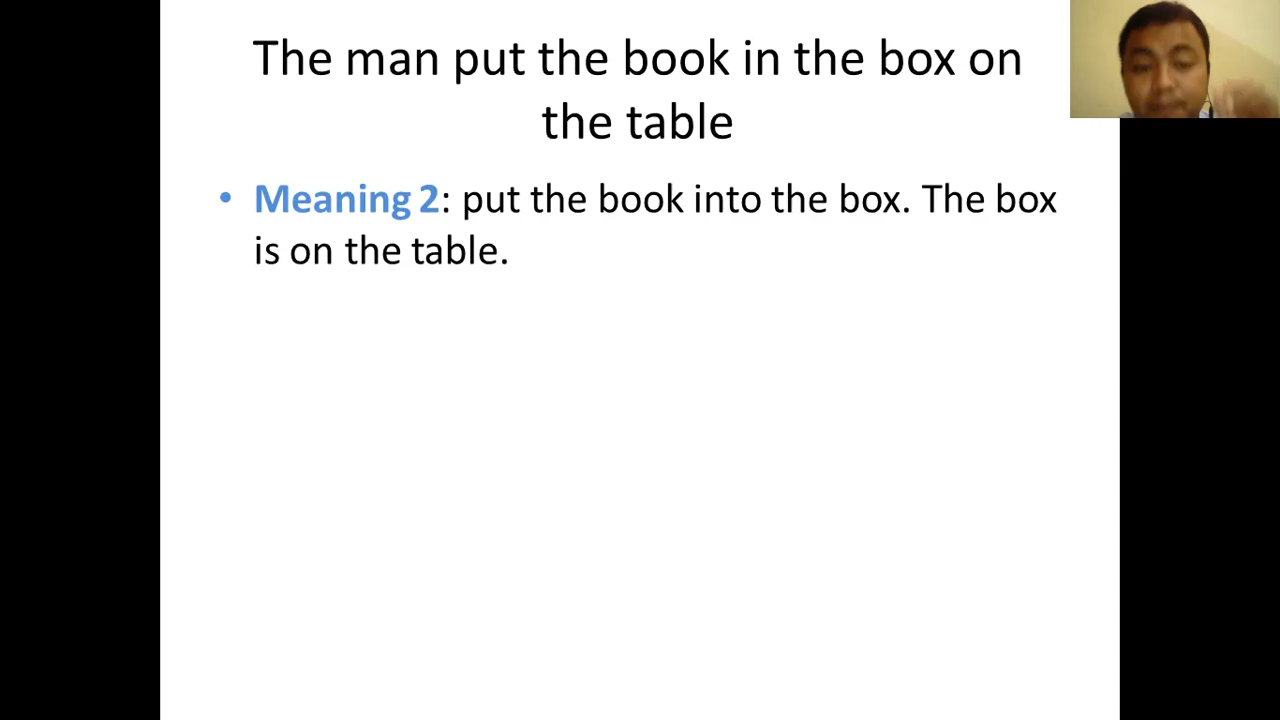 The man put the book in the box on
the table
• Meaning 2: put the book into the box. The box
is on the table.